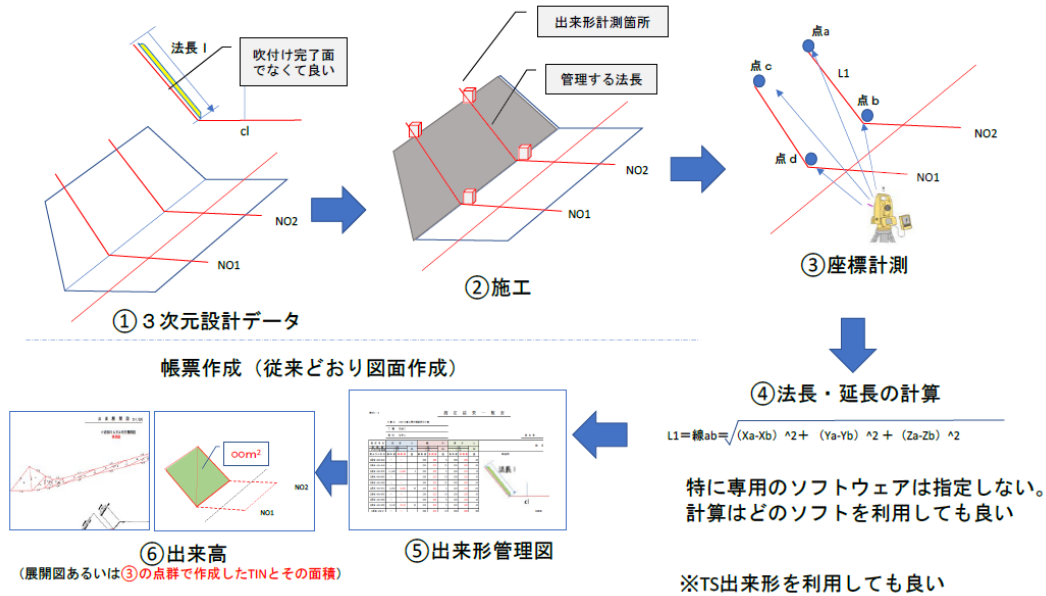 法長 l
吹付け完了面
でなくて良い
cl
NO2
NO1
①３次元設計データ
出来形計測箇所
管理する法長
NO2
NO1
②施工
点a
点ｃ
L1
点ｂ
NO2
点ｄ
NO1
③座標計測
帳票作成（従来どおり図面作成）
④法長・延長の計算
L1＝線ab＝√（Xa-Xb）^2＋（Ya-Yb）^2＋（Za-Zb）^2
特に専用のソフトウェアは指定しない。
計算はどのソフトを利用しても良い
法長 l
cl
⑤出来形管理図
○○m²
NO2
NO1
⑥出来高
（展開図あるいは③の点群で作成したTINとその面積）
※TS出来形を利用しても良い